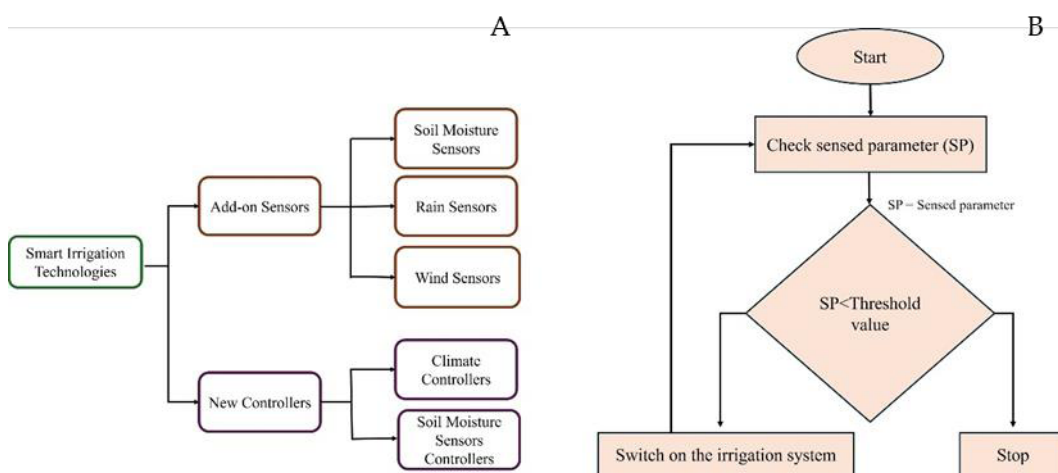 A
Smart Irrigation
Technologies
Add-on Sensors
Soil Moisture
Sensors
Rain Sensors
Wind Sensors
New Controllers
Climate
Controllers
Soil Moisture
Sensors
Controllers
B
Start
Check sensed parameter (SP)
SP = Sensed parameter
SP<Threshold
value
Switch on the irrigation system
Stop